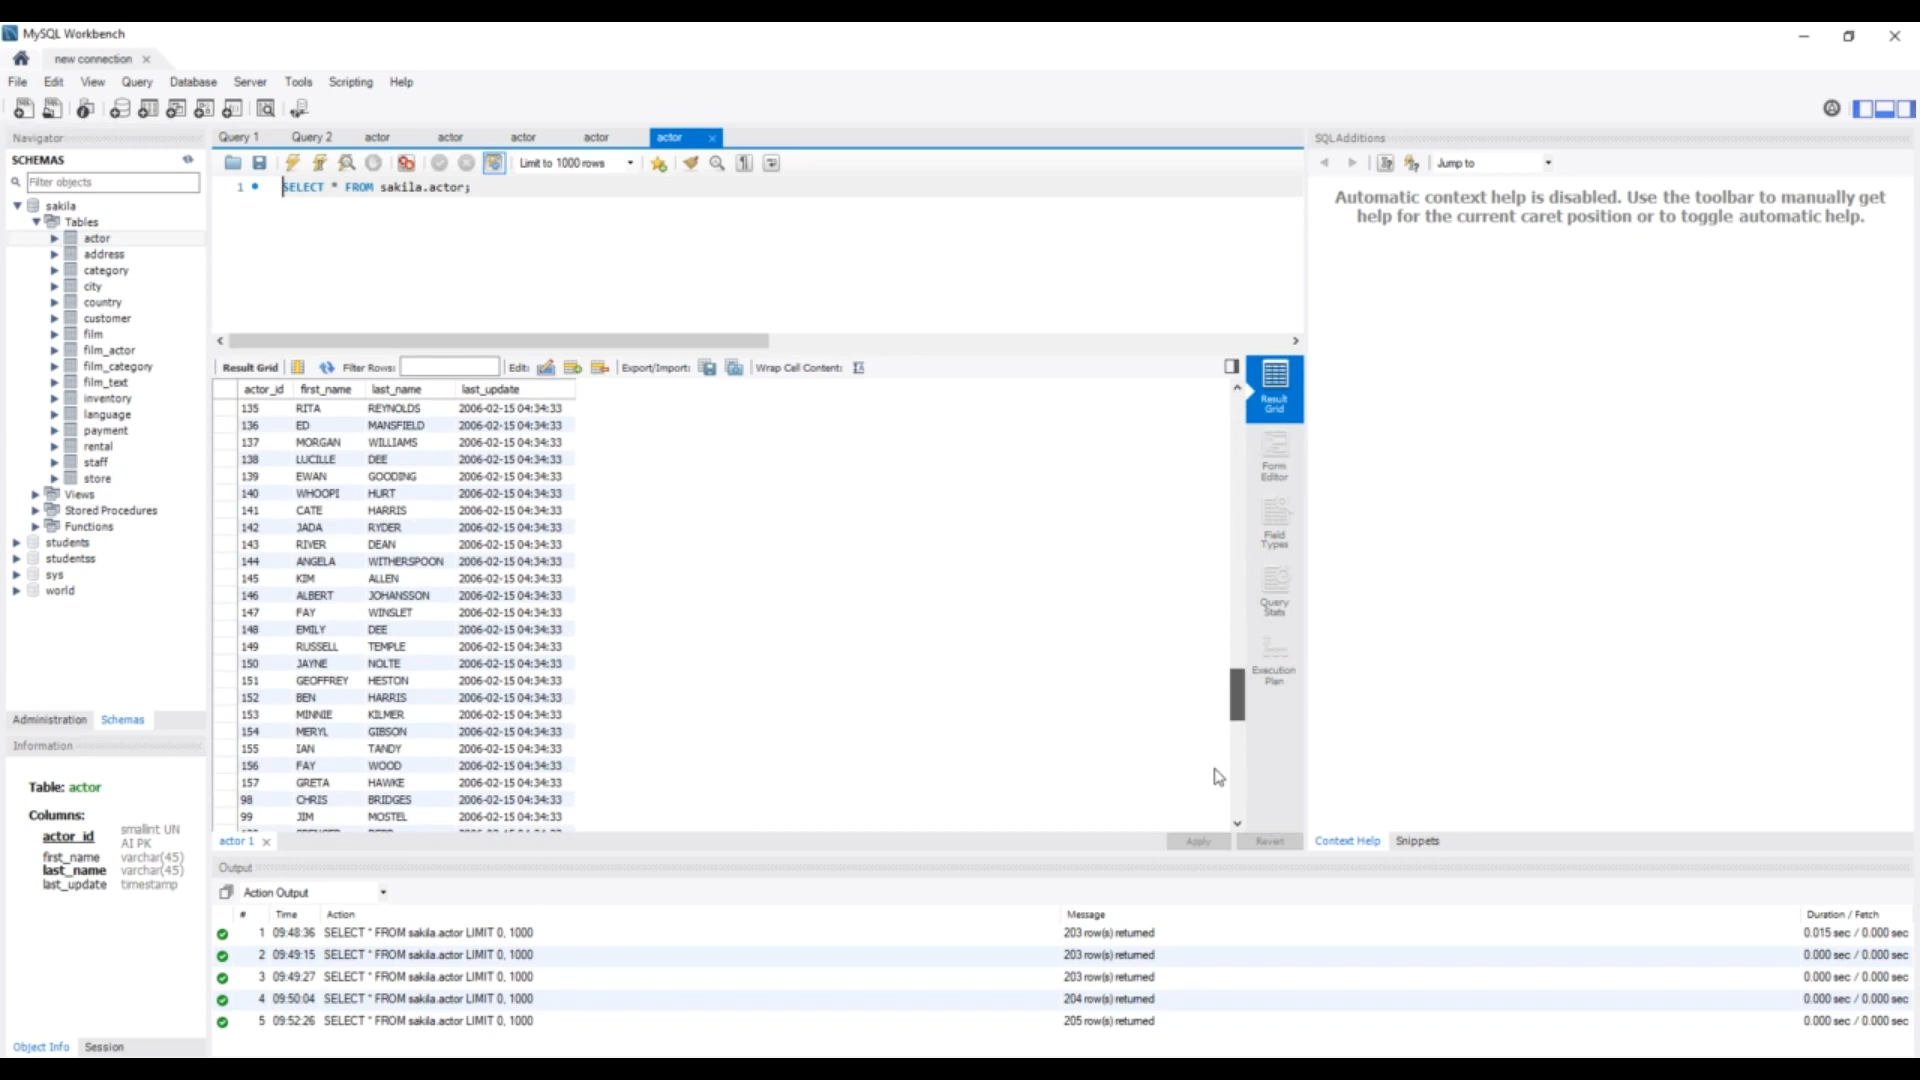 MySQL Workbench
new connection
File Edit View Query Database Server Tools Scripting Help
Navigator
SCHEMAS
Filter objects
sakila
Tables
actor
address
category
city
country
customer
film
film_actor
film_category
film_text
inventory
language
payment
rental
staff
store
Views
Stored Procedures
Functions
students
studentss
sys
world
Administration Schemas
Information
Table: actor
Columns:
actor_id smallint UN AI PK
first_name varchar(45)
last_name varchar(45)
last_update timestamp
Object Info Session
Query 1 Query 2 actor actor actor actor actor
Limit to 1000 rows
1 SELECT * FROM sakila.actor;
Result Grid Filter Rows: Edit: Export/Import: Wrap Cell Content:
actor_id first_name last_name last_update
135 RITA REYNOLDS 2006-02-15 04:34:33
136 ED MANSFIELD 2006-02-15 04:34:33
137 MORGAN WILLIAMS 2006-02-15 04:34:33
138 LUCILLE DEE 2006-02-15 04:34:33
139 EWAN GOODING 2006-02-15 04:34:33
140 WHOOPI HURT 2006-02-15 04:34:33
141 CATE HARRIS 2006-02-15 04:34:33
142 JADA RYDER 2006-02-15 04:34:33
143 RIVER DEAN 2006-02-15 04:34:33
144 ANGELA WITHERSPOON 2006-02-15 04:34:33
145 KIM ALLEN 2006-02-15 04:34:33
146 ALBERT JOHANSSON 2006-02-15 04:34:33
147 FAY WINSLET 2006-02-15 04:34:33
148 EMILY DEE 2006-02-15 04:34:33
149 RUSSELL TEMPLE 2006-02-15 04:34:33
150 JAYNE NOLTE 2006-02-15 04:34:33
151 GEOFFREY HESTON 2006-02-15 04:34:33
152 BEN HARRIS 2006-02-15 04:34:33
153 MINNIE KILMER 2006-02-15 04:34:33
154 MERYL GIBSON 2006-02-15 04:34:33
155 IAN TANDY 2006-02-15 04:34:33
156 FAY WOOD 2006-02-15 04:34:33
157 GRETA HAWKE 2006-02-15 04:34:33
98 CHRIS BRIDGES 2006-02-15 04:34:33
99 JIM MOSTEL 2006-02-15 04:34:33
Result Grid
Form Editor
Field Types
Query Stats
Execution Plan
actor 1 Apply Revert
SQLAdditions
Jump to
Automatic context help is disabled. Use the toolbar to manually get
help for the current caret position or to toggle automatic help.
Context Help Snippets
Output
Action Output
# Time Action Message Duration / Fetch
1 09:48:36 SELECT * FROM sakila.actor LIMIT 0, 1000 203 row(s) returned 0.015 sec / 0.000 sec
2 09:49:15 SELECT * FROM sakila.actor LIMIT 0, 1000 203 row(s) returned 0.000 sec / 0.000 sec
3 09:49:27 SELECT * FROM sakila.actor LIMIT 0, 1000 203 row(s) returned 0.000 sec / 0.000 sec
4 09:50:04 SELECT * FROM sakila.actor LIMIT 0, 1000 204 row(s) returned 0.000 sec / 0.000 sec
5 09:52:26 SELECT * FROM sakila.actor LIMIT 0, 1000 205 row(s) returned 0.000 sec / 0.000 sec